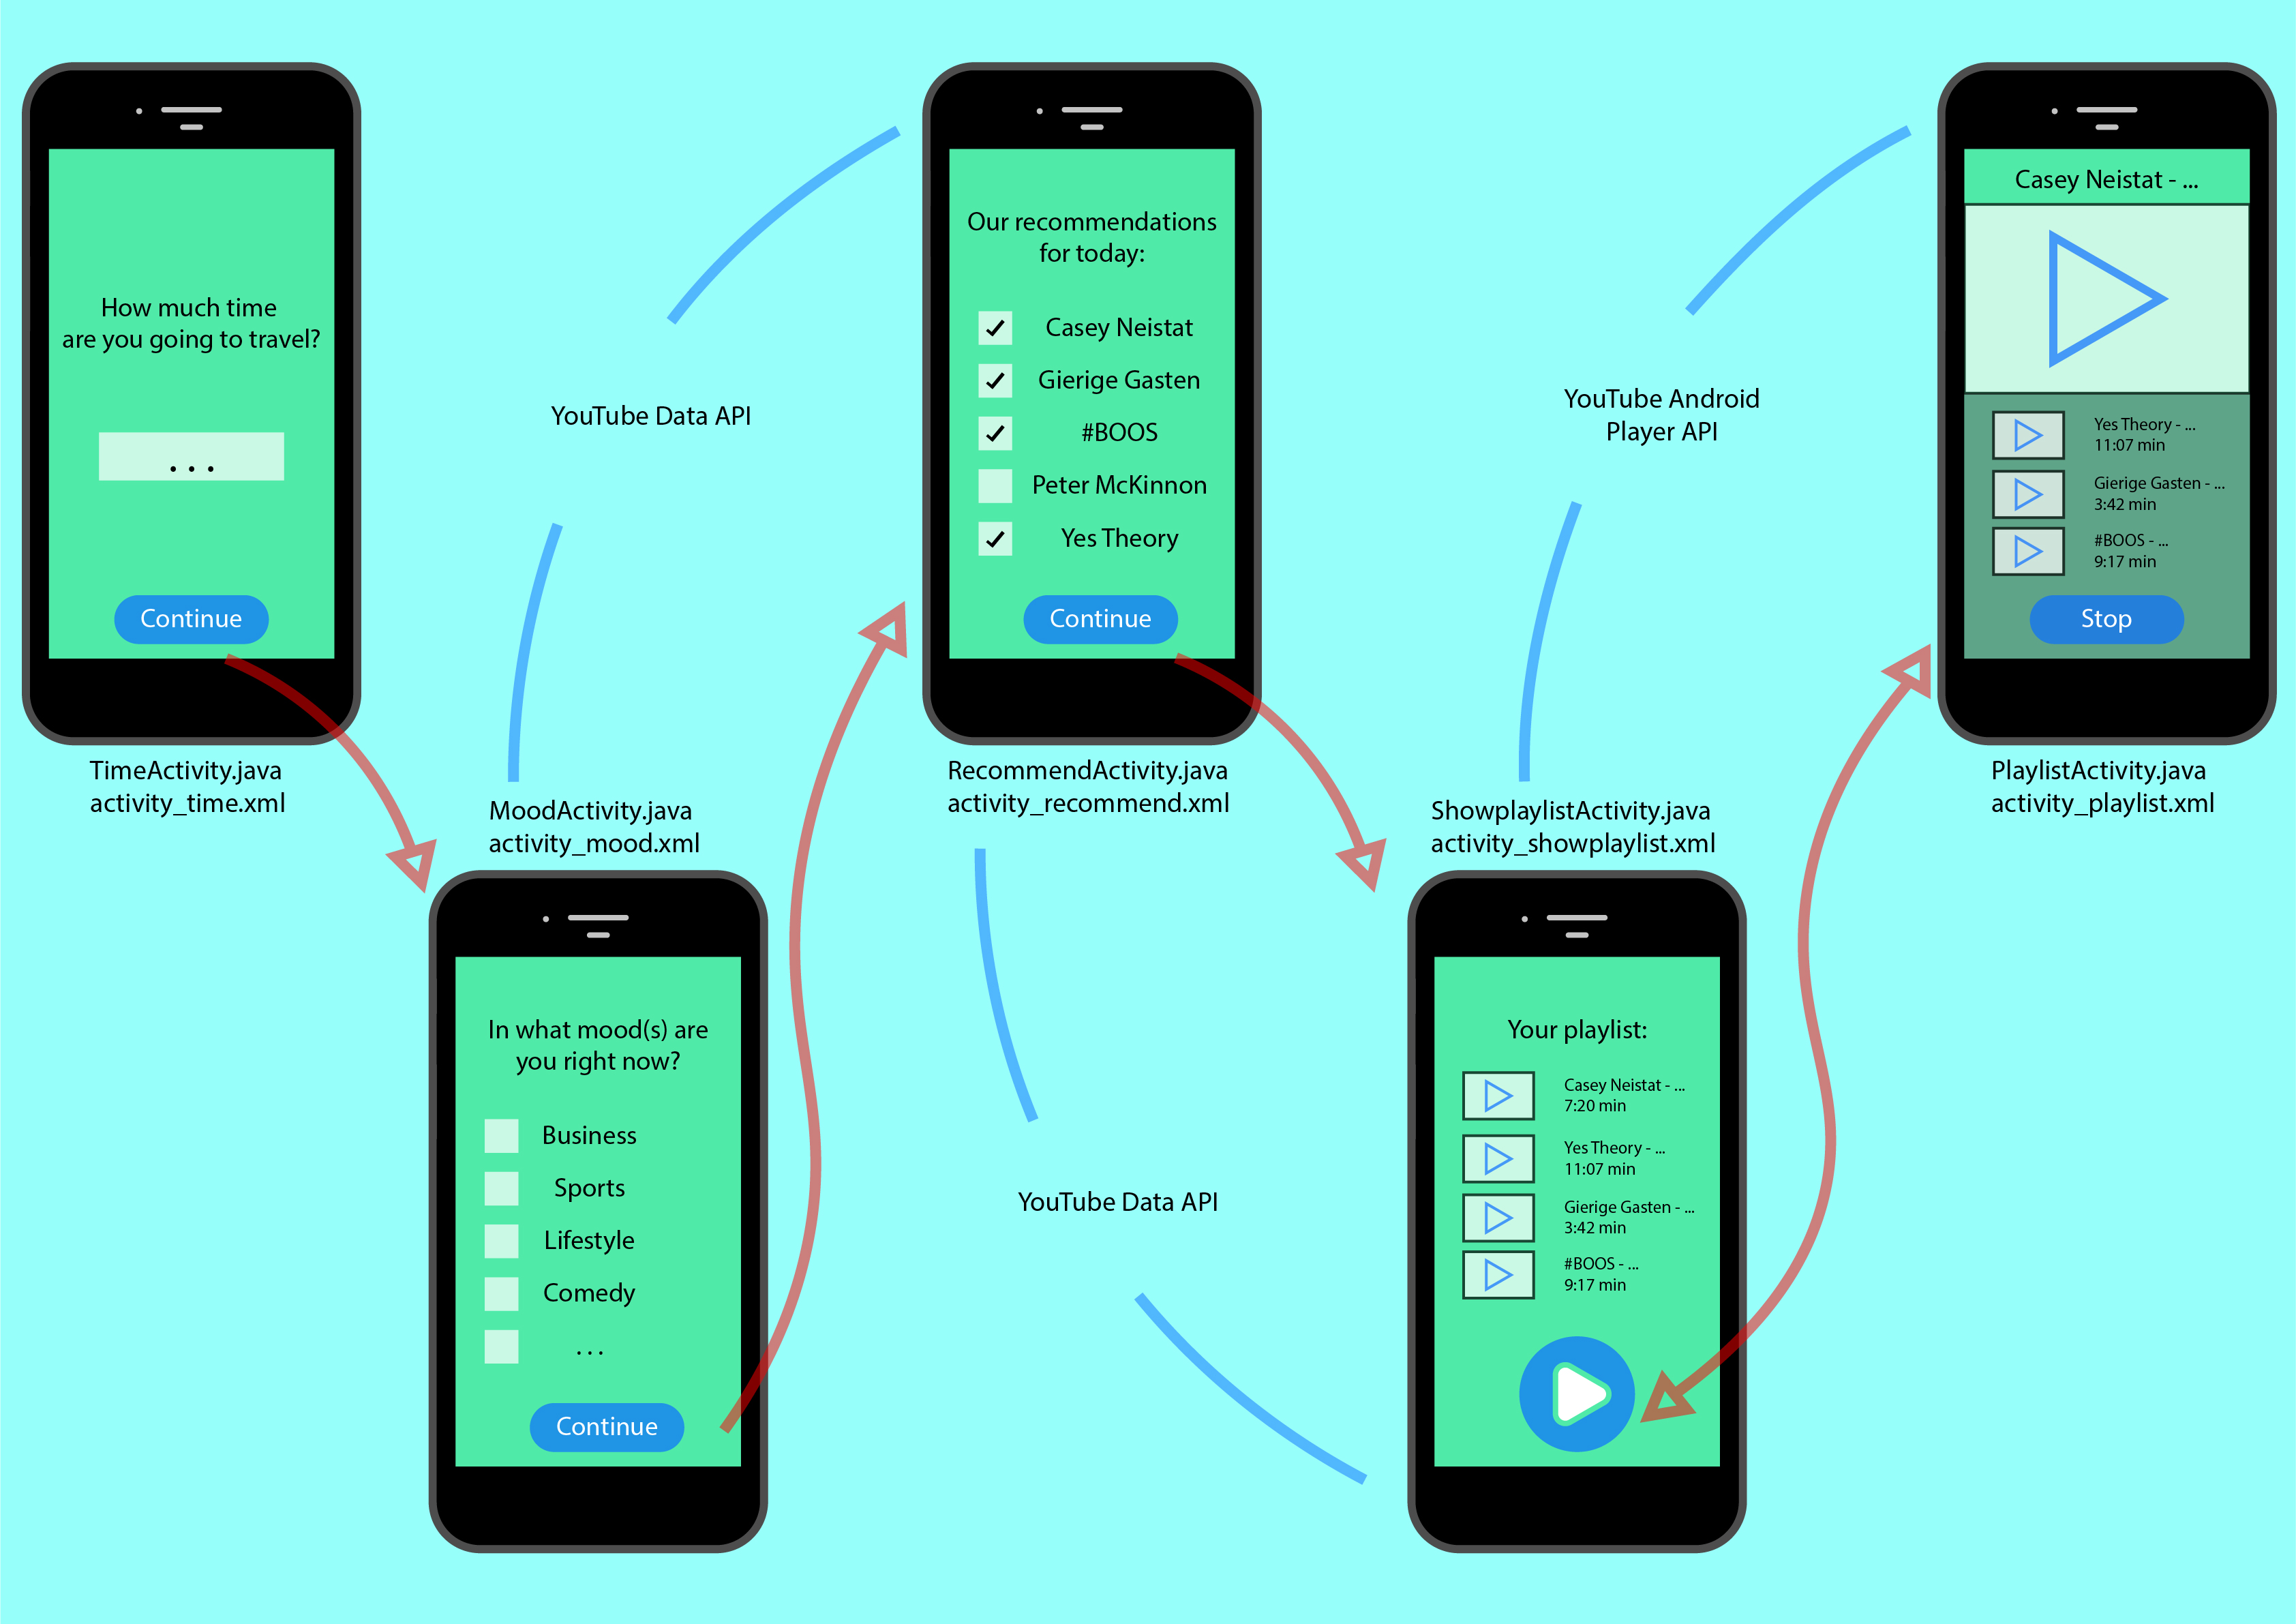 How much time
are you going to travel?
...
Continue
TimeActivity.java
activity_time.xml
YouTube Data API
MoodActivity.java
activity_mood.xml
In what mood(s) are
you right now?
Business
Sports
Lifestyle
Comedy
...
Continue
Our recommendations
for today:
Casey Neistat
Gierige Gasten
#BOOS
Peter McKinnon
Yes Theory
Continue
RecommendActivity.java
activity_recommend.xml
YouTube Data API
ShowplaylistActivity.java
activity_showplaylist.xml
Your playlist:
Casey Neistat - ...
7:20 min
Yes Theory - ...
11:07 min
Gierige Gasten - ...
3:42 min
#BOOS - ...
9:17 min
YouTube Android
Player API
Casey Neistat - ...
Yes Theory - ...
11:07 min
Gierige Gasten - ...
3:42 min
#BOOS - ...
9:17 min
Stop
PlaylistActivity.java
activity_playlist.xml